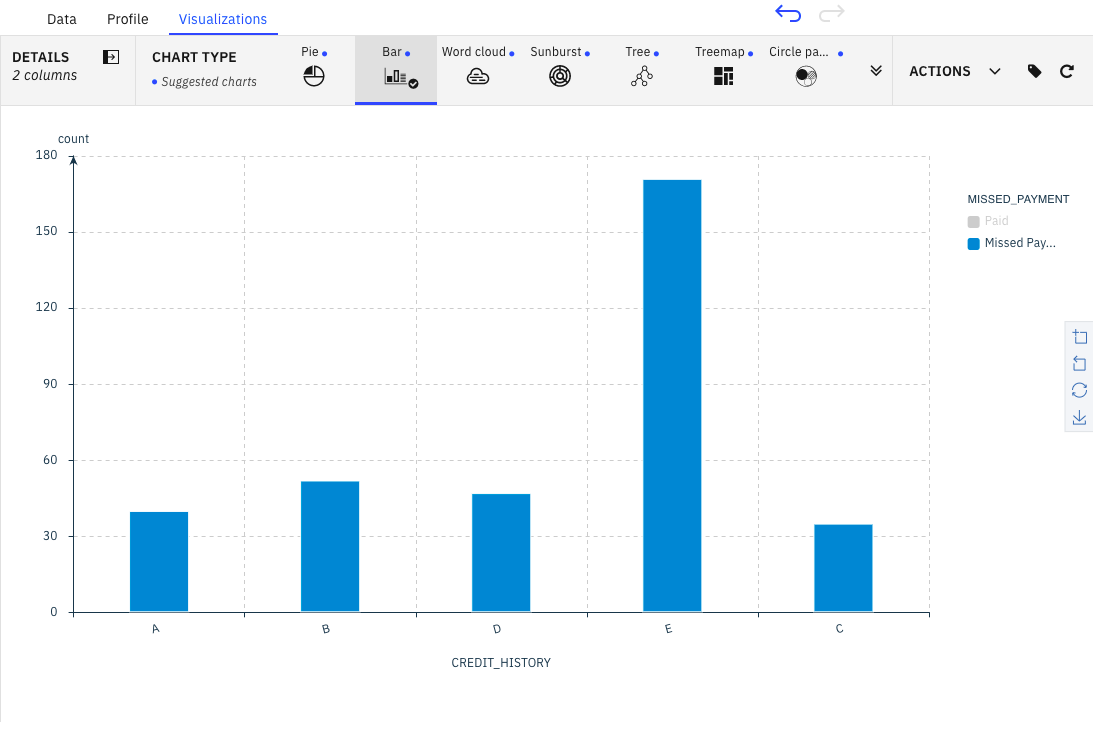 Data Profile Visualizations
DETAILS
2 columns
CHART TYPE
Suggested charts
Pie
Bar
Word cloud
Sunburst
Tree
Treemap
Circle pa...
ACTIONS
count
180
150
120
90
60
30
0
A B D E C
CREDIT_HISTORY
MISSED_PAYMENT
Paid
Missed Pay...